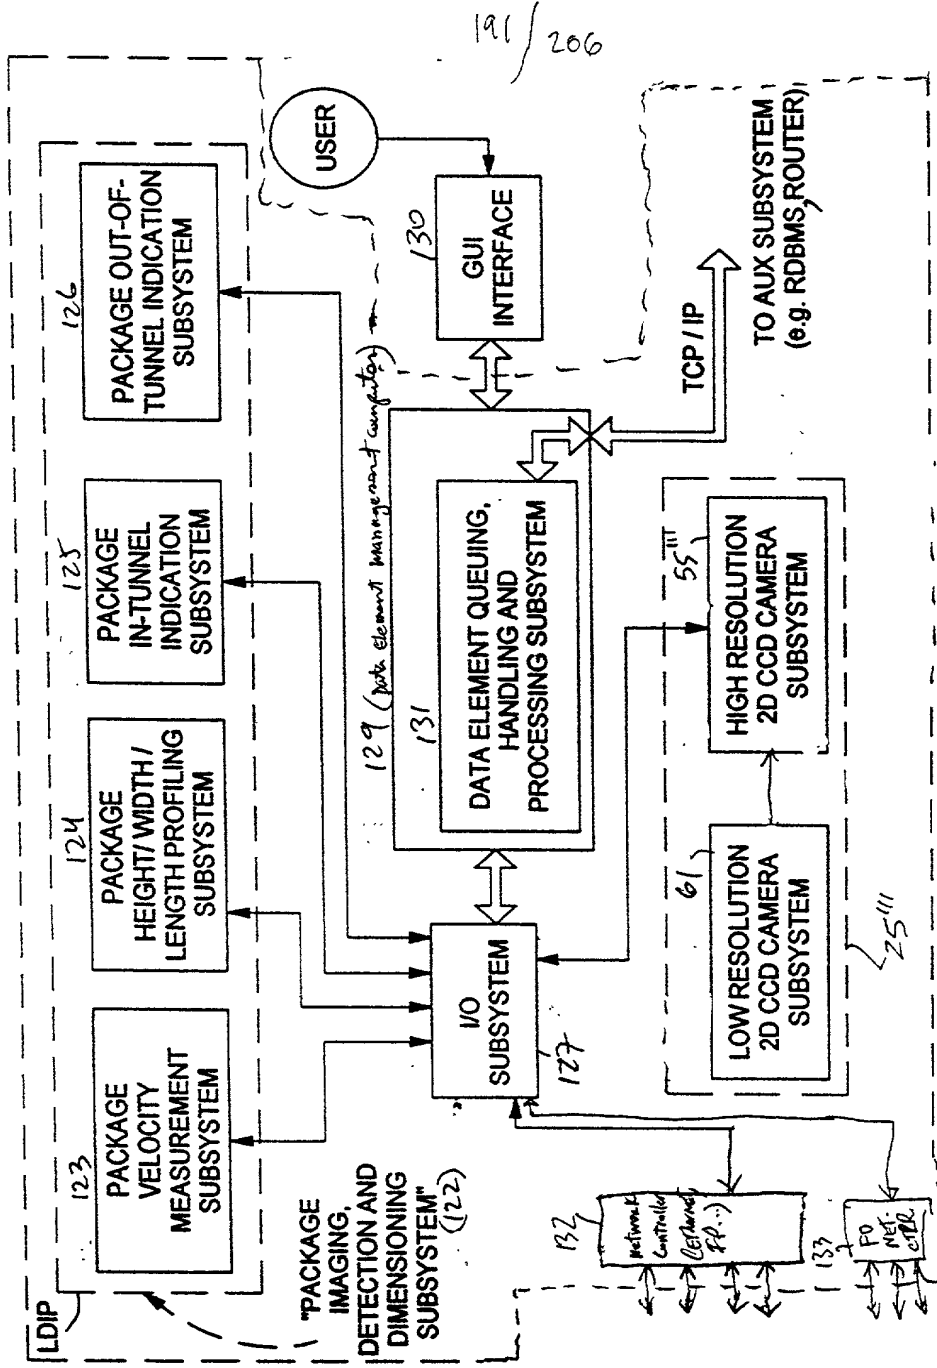 191/206
LDIP
123
PACKAGE
VELOCITY
MEASUREMENT
SUBSYSTEM
124
PACKAGE
HEIGHT/ WIDTH /
LENGTH PROFILING
SUBSYSTEM
125
PACKAGE
IN-TUNNEL
INDICATION
SUBSYSTEM
126
PACKAGE OUT-OF-
TUNNEL INDICATION
SUBSYSTEM
"PACKAGE
IMAGING,
DETECTION AND
DIMENSIONING
SUBSYSTEM"
(122)
129 (Data element management computer)
USER
130
GUI
INTERFACE
I/O
SUBSYSTEM
127
131
DATA ELEMENT QUEUING,
HANDLING AND
PROCESSING SUBSYSTEM
TCP / IP
TO AUX SUBSYSTEM
(e.g. RDBMS, ROUTER)
132
Network
Controller
(ETHERNET,
133
FO
NET.
61
LOW RESOLUTION
2D CCD CAMERA
SUBSYSTEM
55'''
HIGH RESOLUTION
2D CCD CAMERA
SUBSYSTEM
25'''